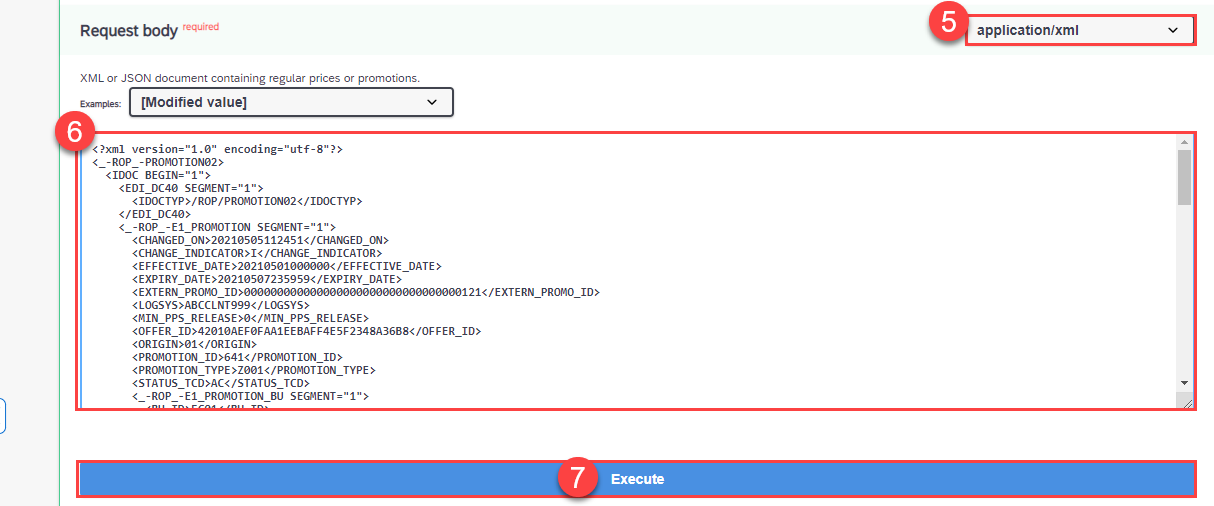 Request body required
5
application/xml
XML or JSON document containing regular prices or promotions.
Examples: [Modified value]
6
<?xml version="1.0" encoding="utf-8"?>
<_-ROP_-PROMOTION02>
<IDOC BEGIN="1">
<EDI_DC40 SEGMENT="1">
<IDOCTYP>/ROP/PROMOTION02</IDOCTYP>
</EDI_DC40>
<_-ROP_-E1_PROMOTION SEGMENT="1">
<CHANGED_ON>20210505112451</CHANGED_ON>
<CHANGE_INDICATOR>I</CHANGE_INDICATOR>
<EFFECTIVE_DATE>20210501000000</EFFECTIVE_DATE>
<EXPIRY_DATE>20210507235959</EXPIRY_DATE>
<EXTERN_PROMO_ID>00000000000000000000000000000000121</EXTERN_PROMO_ID>
<LOGSYS>ABCCLNT999</LOGSYS>
<MIN_PPS_RELEASE>0</MIN_PPS_RELEASE>
<OFFER_ID>42010AEF0FAA1EEBAFF4E5F2348A36B8</OFFER_ID>
<ORIGIN>01</ORIGIN>
<PROMOTION_ID>641</PROMOTION_ID>
<PROMOTION_TYPE>Z001</PROMOTION_TYPE>
<STATUS_TCD>AC</STATUS_TCD>
<_-ROP_-E1_PROMOTION_BU SEGMENT="1">
7
Execute